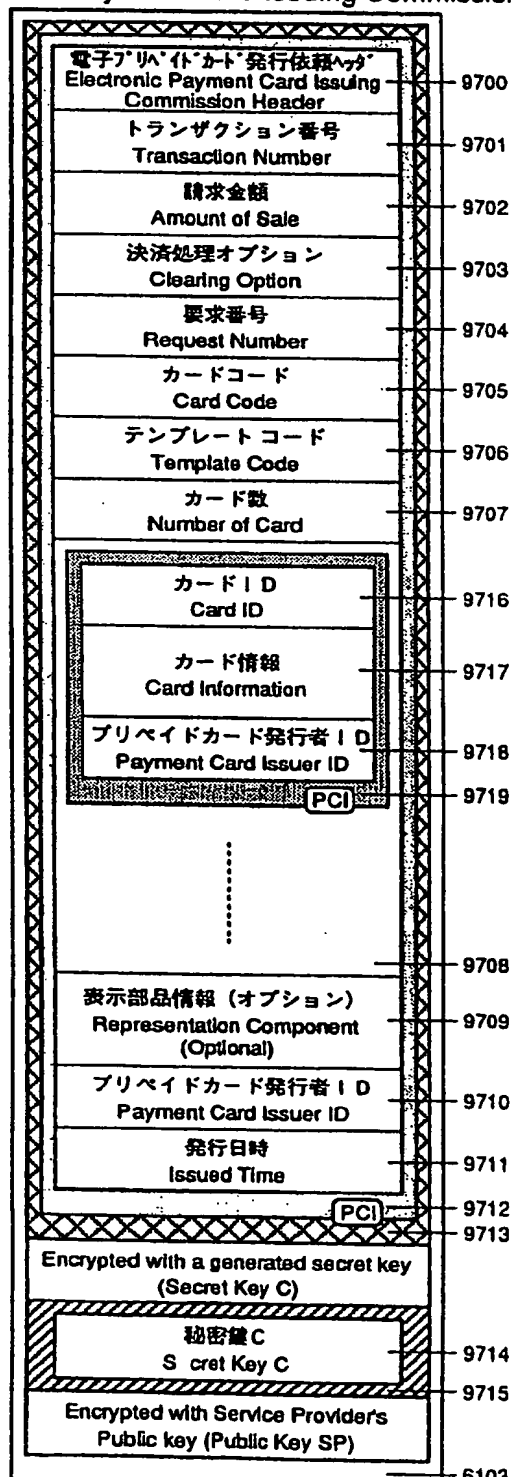 Issuing Commission
電子プリペイドカード発行依頼ヘッダ
Electronic Payment Card Issuing
Commission Header
9700
トランザクション番号
Transaction Number
9701
請求金額
Amount of Sale
9702
決済処理オプション
Clearing Option
9703
要求番号
Request Number
9704
カードコード
Card Code
9705
テンプレート コード
Template Code
9706
カード数
Number of Card
9707
カード I D
Card ID
9716
カード情報
Card Information
9717
プリペイドカード発行者 I D
Payment Card Issuer ID
9718
PCI
9719
9708
表示部品情報（オプション）
Representation Component
(Optional)
9709
プリペイドカード発行者 I D
Payment Card Issuer ID
9710
発行日時
Issued Time
9711
PCI
9712
9713
Encrypted with a generated secret key
(Secret Key C)
秘密鍵C
S cret Key C
9714
9715
Encrypted with Service Provider's
Public key (Public Key SP)
6103